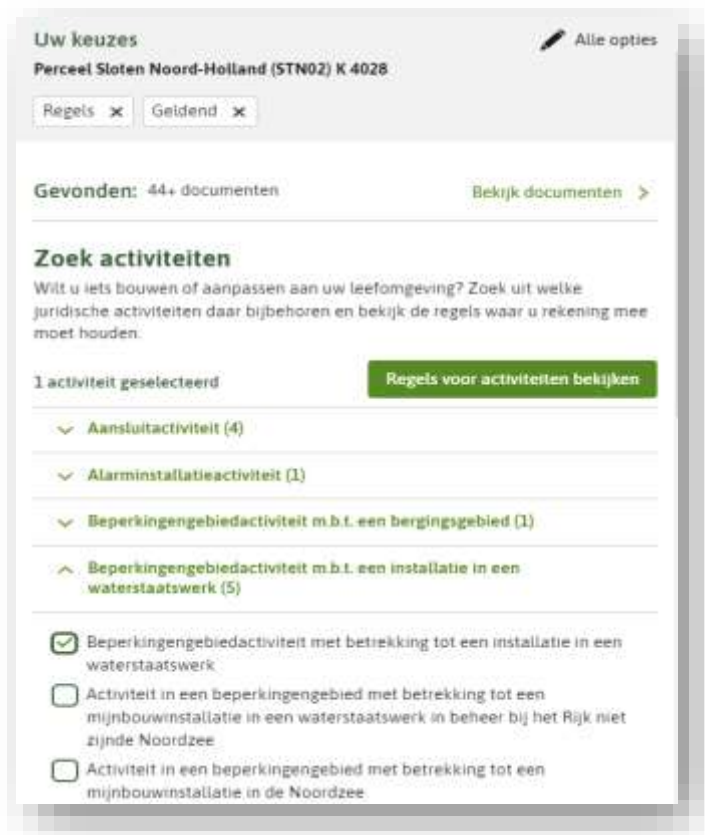 Uw keuzes
Alle opties
Perceel Sloten Noord-Holland (STN02) K 4028
Regels ×
Geldend ×
Gevonden: 44+ documenten
Bekijk documenten >
Zoek activiteiten
Wilt u iets bouwen of aanpassen aan uw leefomgeving? Zoek uit welke
juridische activiteiten daar bijbehoren en bekijk de regels waar u rekening mee
moet houden.
1 activiteit geselecteerd
Regels voor activiteiten bekijken
Aansluitactiviteit (4)
Alarminstallatieactiviteit (1)
Beperkingengebiedactiviteit m.b.t. een bergingsgebied (1)
Beperkingengebiedactiviteit m.b.t. een installatie in een
waterstaatswerk (5)
Beperkingengebiedactiviteit met betrekking tot een installatie in een
waterstaatswerk
Activiteit in een beperkingengebied met betrekking tot een
mijnbouwinstallatie in een waterstaatswerk in beheer bij het Rijk niet
zijnde Noordzee
Activiteit in een beperkingengebied met betrekking tot een
mijnbouwinstallatie in de Noordzee